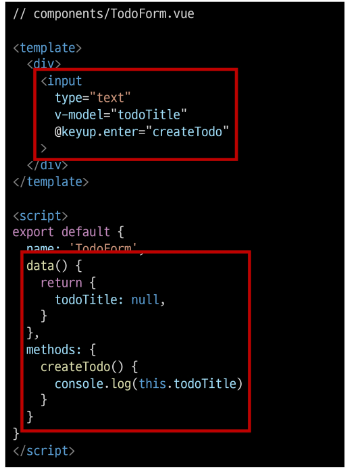 // components/TodoForm.vue
<template>
<div>
<input
type="text"
v-model="todoTitle"
@keyup.enter="createTodo"
>
</div>
</template>
<script>
export default {
name: 'TodoForm',
data() {
return {
todoTitle: null,
}
},
methods: {
createTodo() {
console.log(this.todoTitle)
}
}
}
</script>